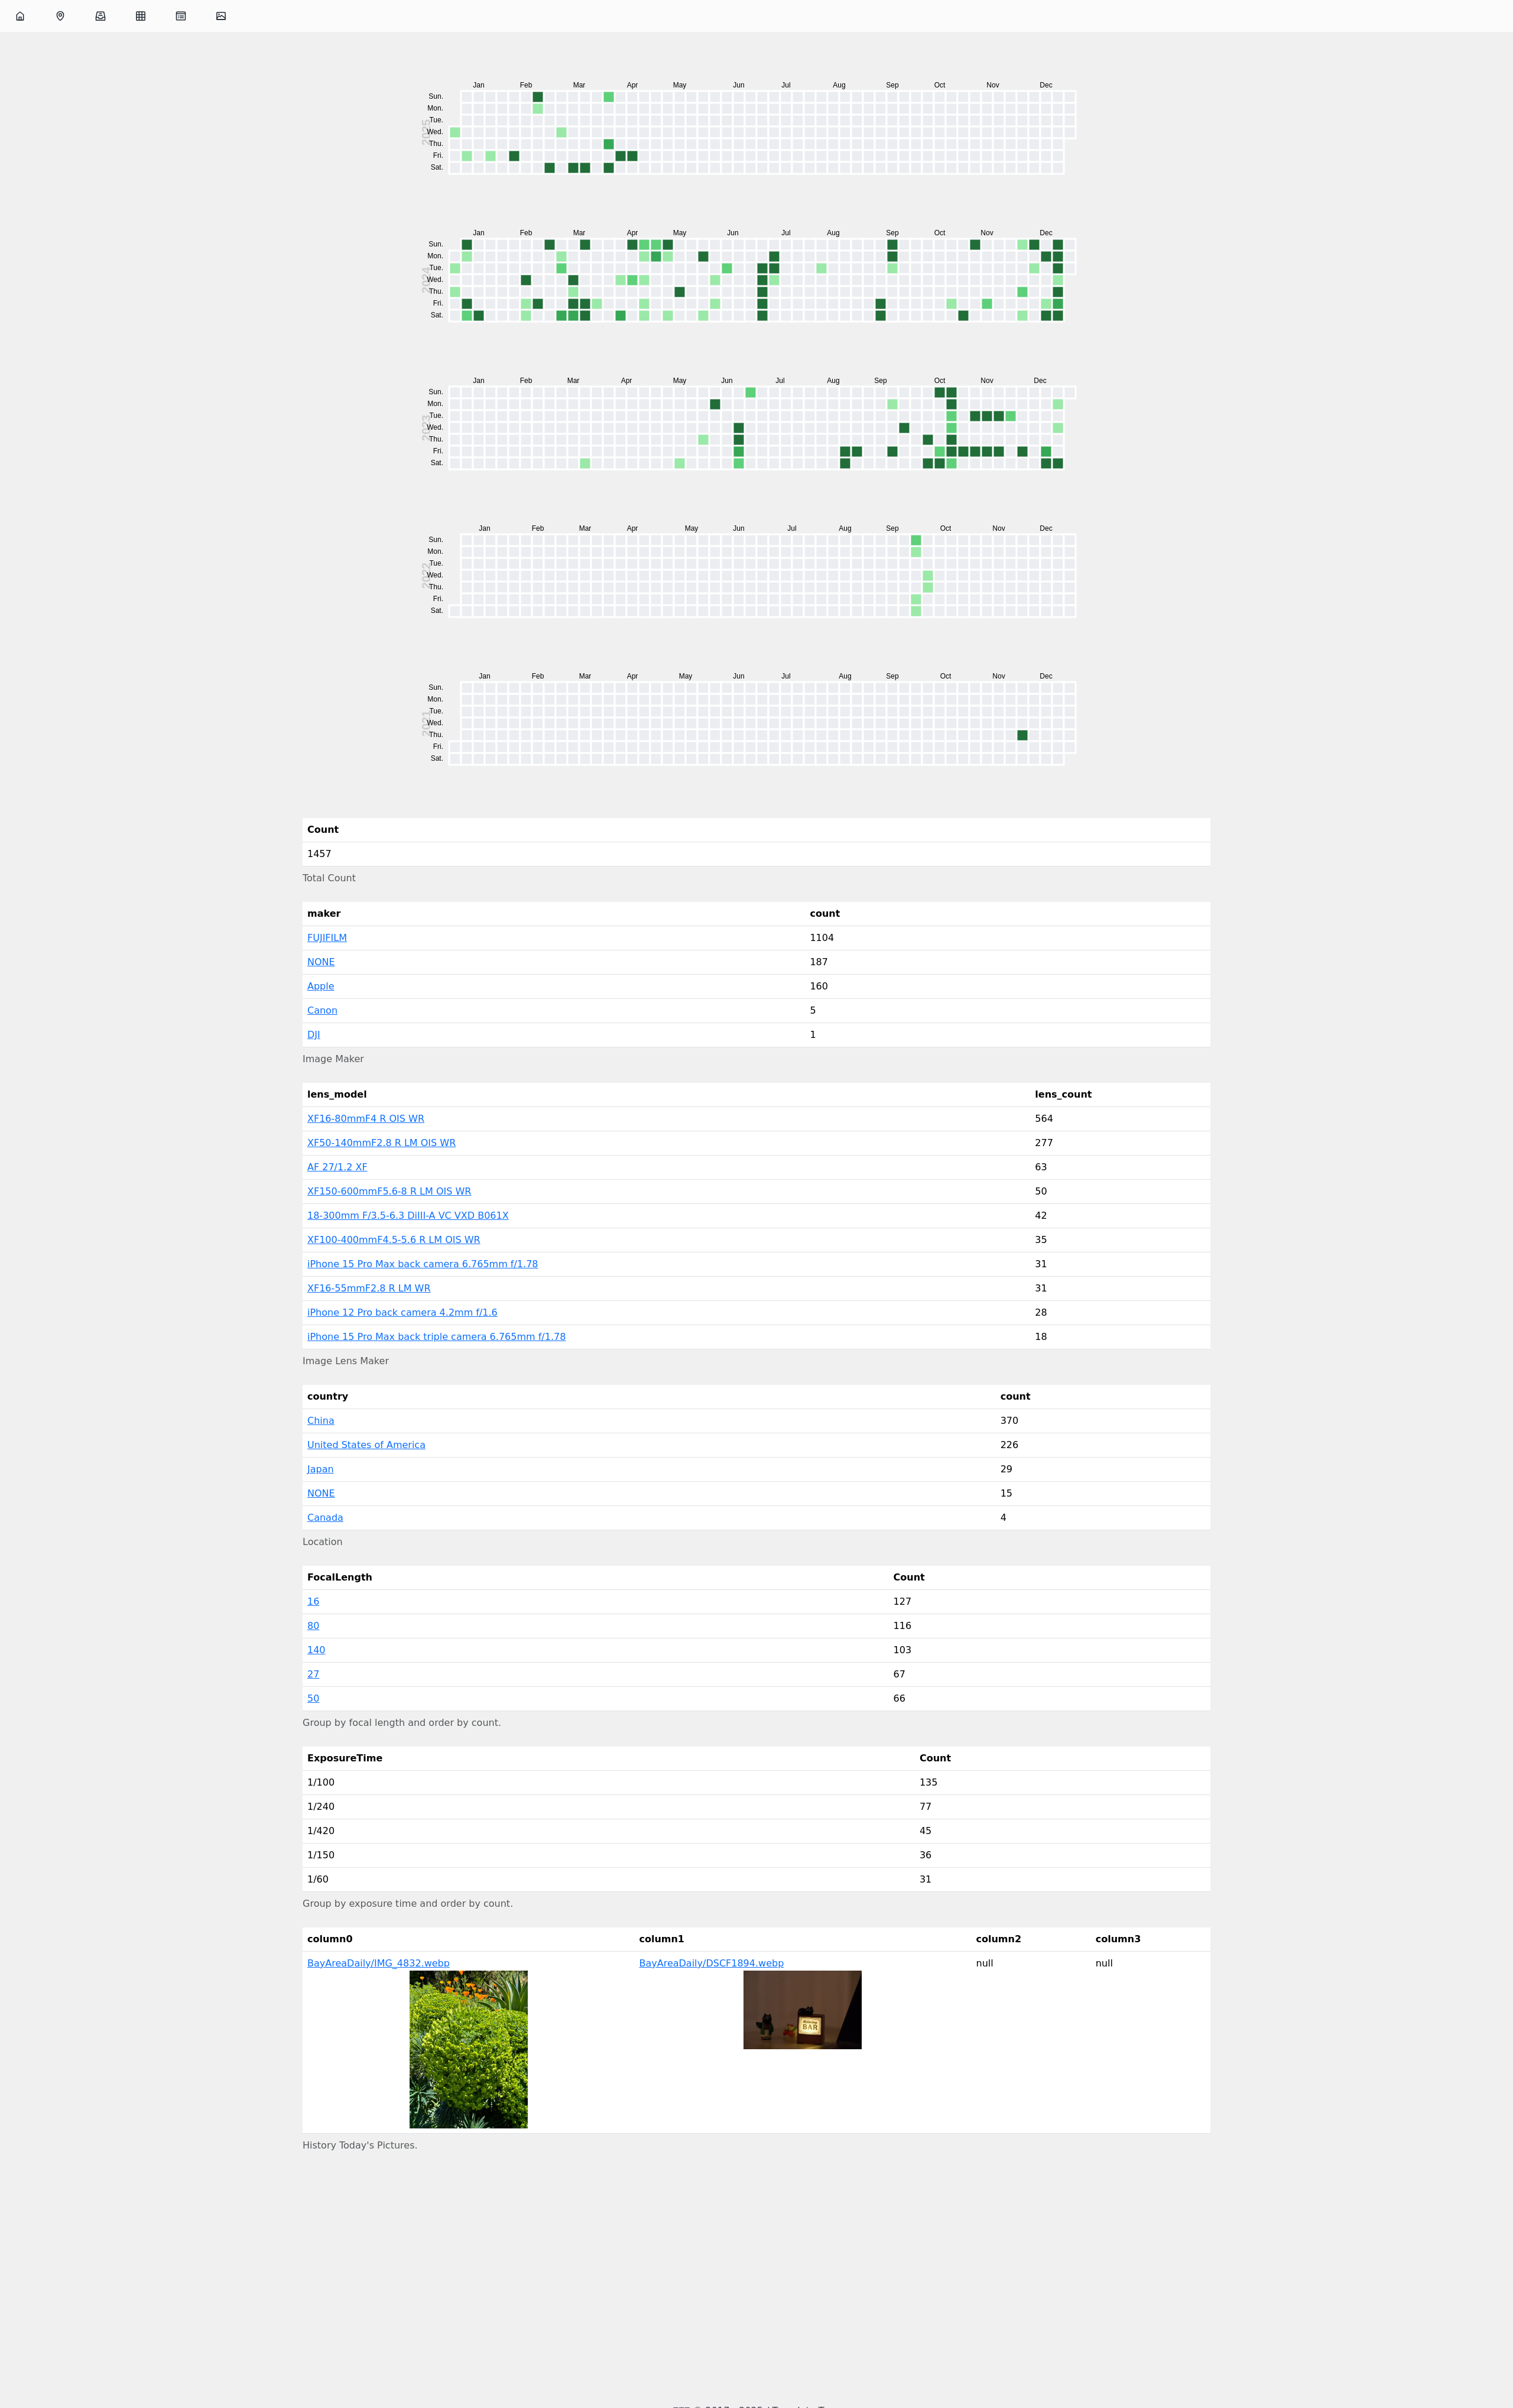 Jan Feb Mar Apr May Jun Jul Aug Sep Oct Nov Dec
2025
Sun.
Mon.
Tue.
Wed.
Thu.
Fri.
Sat.
Jan Feb Mar Apr May Jun Jul Aug Sep Oct Nov Dec
2024
Sun.
Mon.
Tue.
Wed.
Thu.
Fri.
Sat.
Jan Feb Mar Apr May Jun Jul Aug Sep Oct Nov Dec
2023
Sun.
Mon.
Tue.
Wed.
Thu.
Fri.
Sat.
Jan Feb Mar Apr May Jun Jul Aug Sep Oct Nov Dec
2022
Sun.
Mon.
Tue.
Wed.
Thu.
Fri.
Sat.
Jan Feb Mar Apr May Jun Jul Aug Sep Oct Nov Dec
2021
Sun.
Mon.
Tue.
Wed.
Thu.
Fri.
Sat.
Count
1457
Total Count
maker count
FUJIFILM 1104
NONE 187
Apple 160
Canon 5
DJI 1
Image Maker
lens_model lens_count
XF16-80mmF4 R OIS WR 564
XF50-140mmF2.8 R LM OIS WR 277
AF 27/1.2 XF 63
XF150-600mmF5.6-8 R LM OIS WR 50
18-300mm F/3.5-6.3 DiIII-A VC VXD B061X 42
XF100-400mmF4.5-5.6 R LM OIS WR 35
iPhone 15 Pro Max back camera 6.765mm f/1.78 31
XF16-55mmF2.8 R LM WR 31
iPhone 12 Pro back camera 4.2mm f/1.6 28
iPhone 15 Pro Max back triple camera 6.765mm f/1.78 18
Image Lens Maker
country count
China 370
United States of America 226
Japan 29
NONE 15
Canada 4
Location
FocalLength Count
16 127
80 116
140 103
27 67
50 66
Group by focal length and order by count.
ExposureTime Count
1/100 135
1/240 77
1/420 45
1/150 36
1/60 31
Group by exposure time and order by count.
column0 column1 column2 column3
BayAreaDaily/IMG_4832.webp BayAreaDaily/DSCF1894.webp null null
BAR
History Today's Pictures.